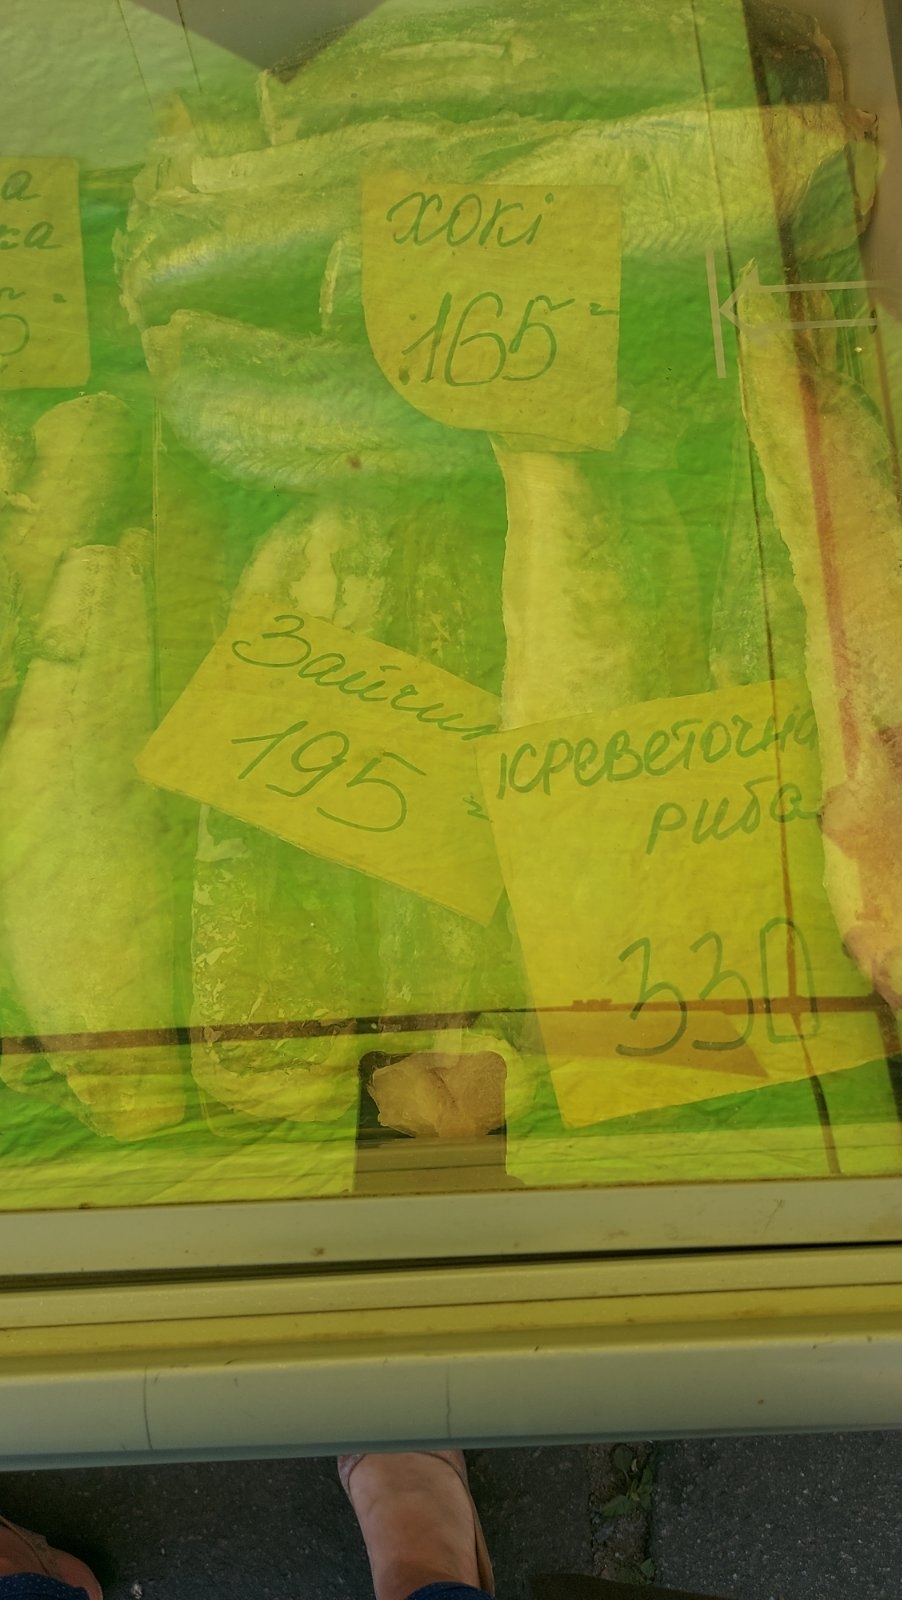 хокі
165
Зайчик
195
Креветочна
риба
330